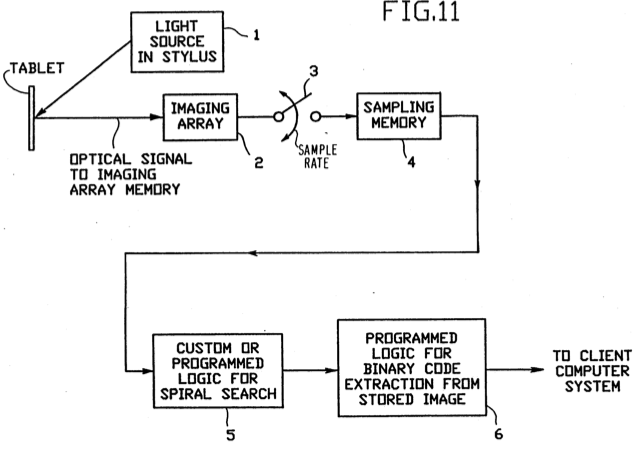 FIG.11
LIGHT
SOURCE
IN STYLUS
1
TABLET
3
IMAGING
ARRAY
2
SAMPLING
MEMORY
4
SAMPLE
RATE
OPTICAL SIGNAL
TO IMAGING
ARRAY MEMORY
CUSTOM OR
PROGRAMMED
LOGIC FOR
SPIRAL SEARCH
5
PROGRAMMED
LOGIC FOR
BINARY CODE
EXTRACTION FROM
STORED IMAGE
6
TO CLIENT
COMPUTER
SYSTEM